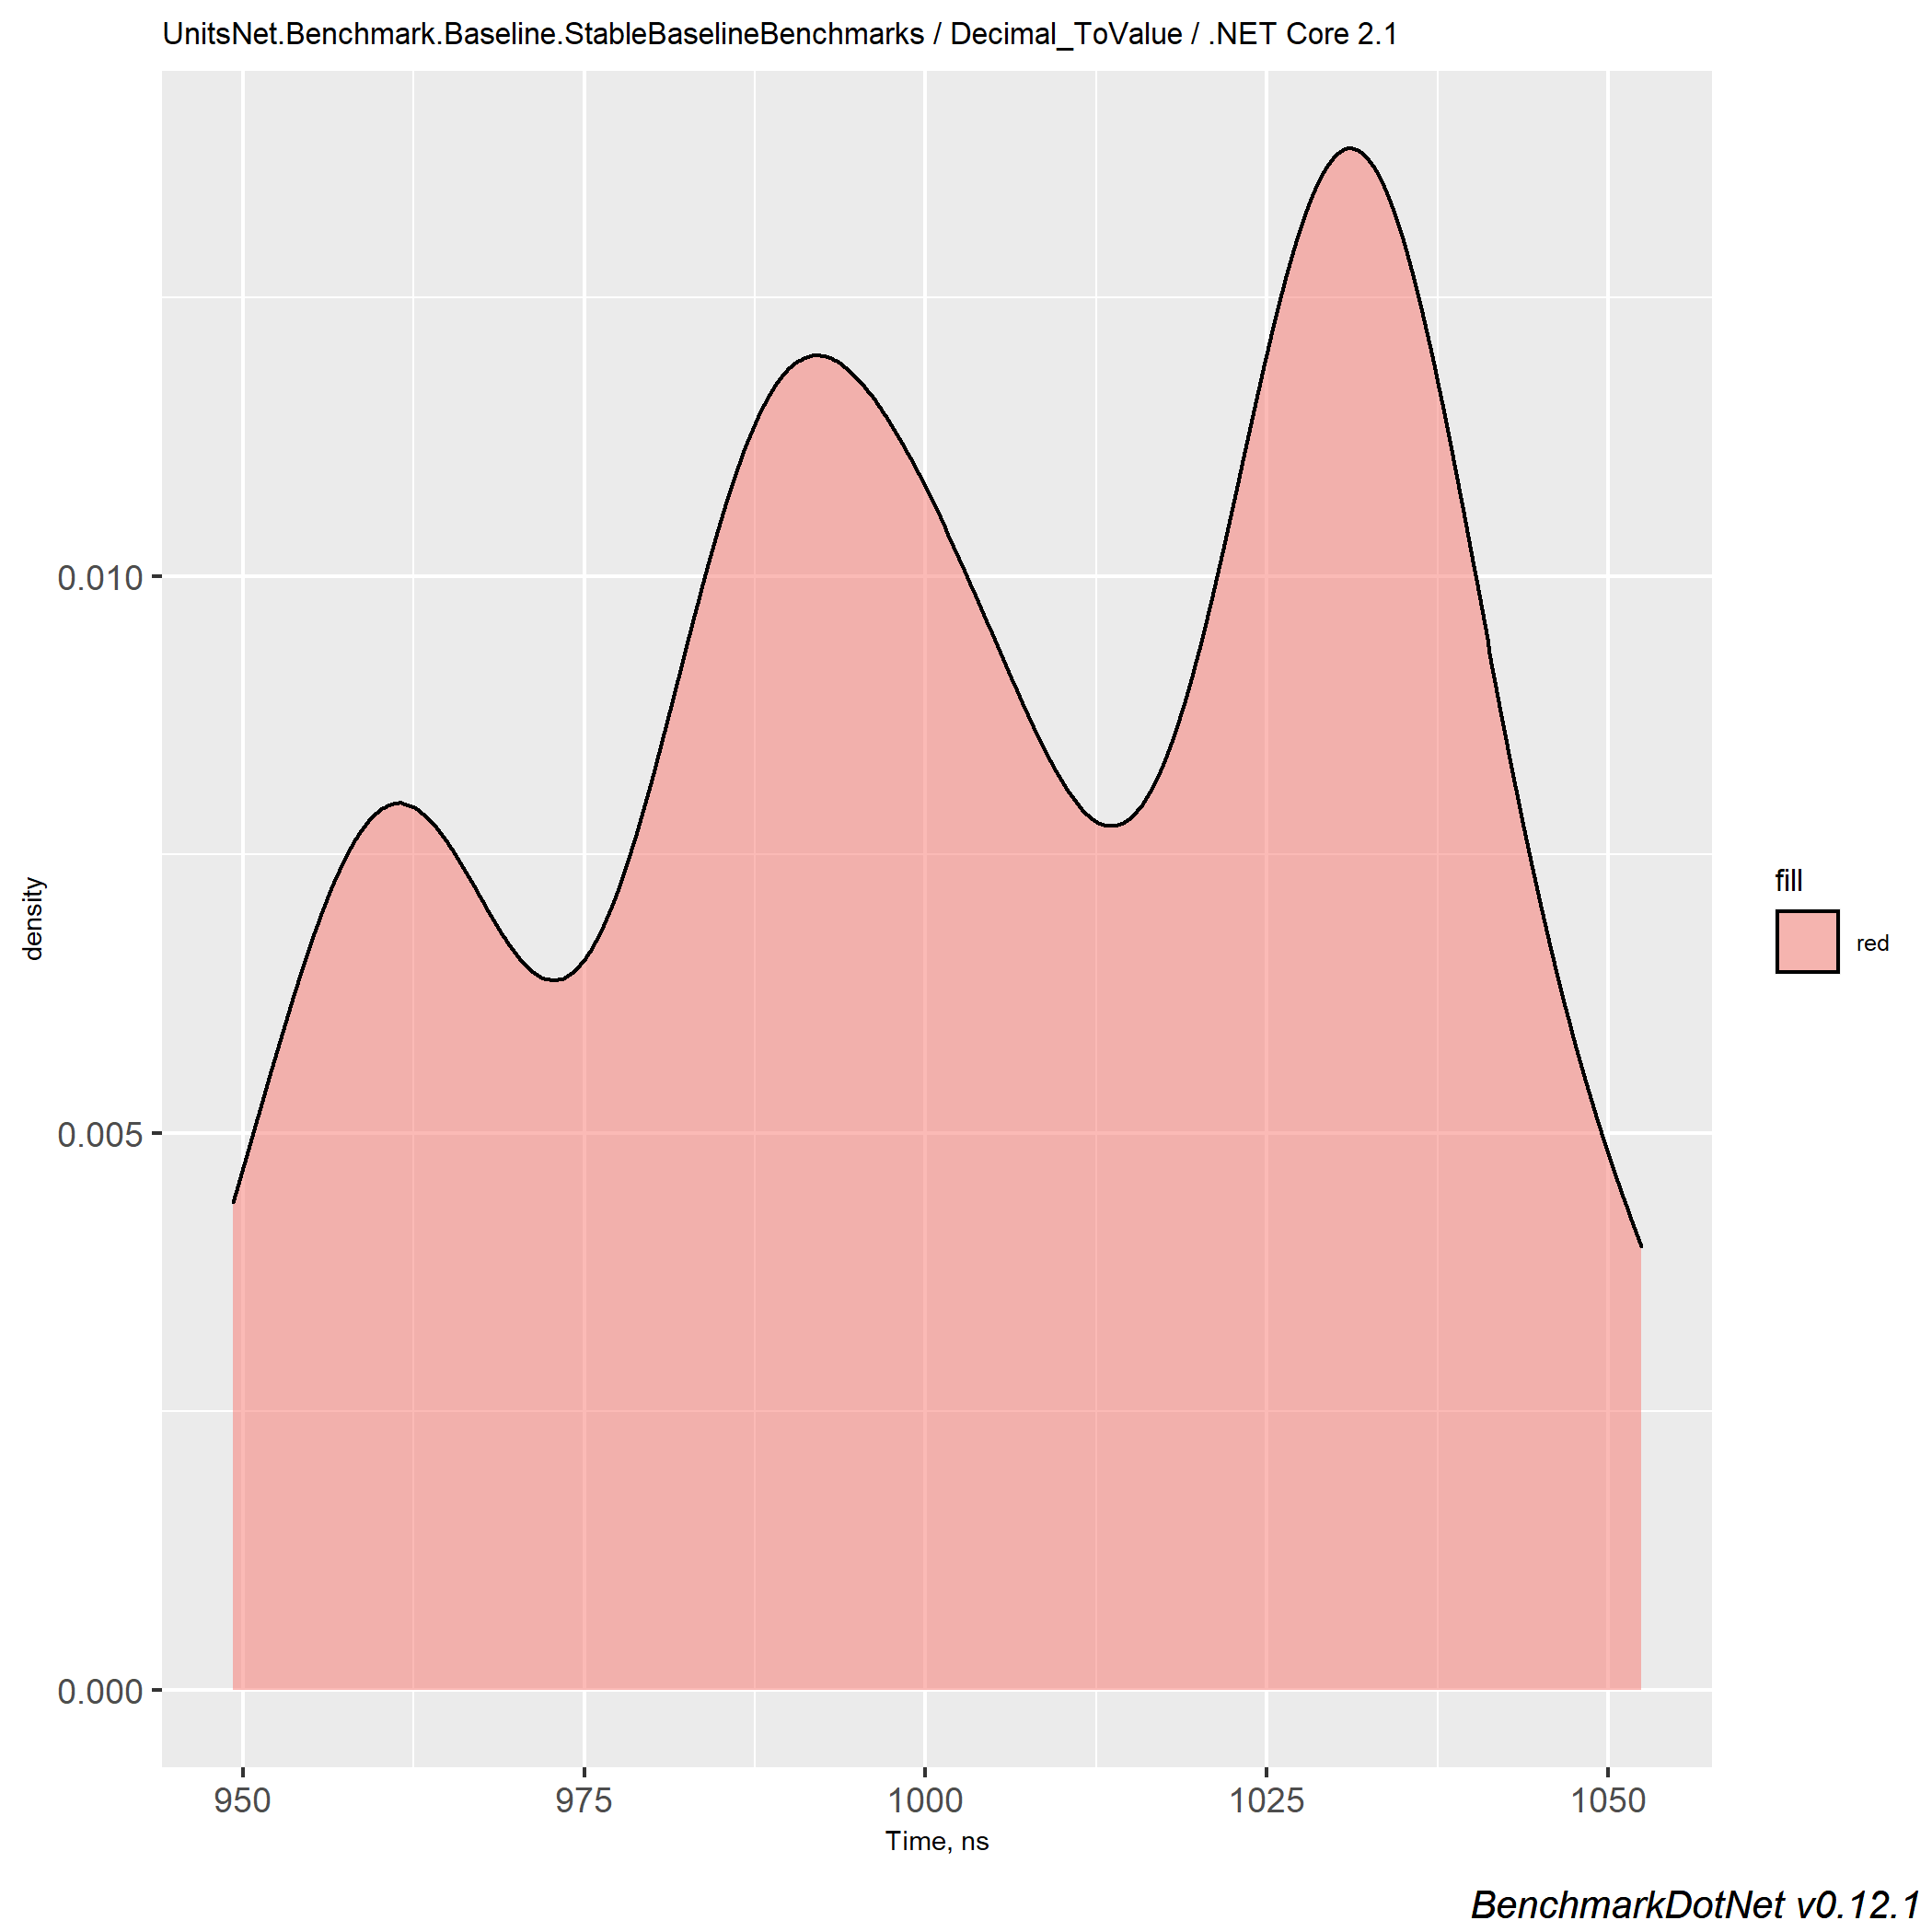 UnitsNet.Benchmark.Baseline.StableBaselineBenchmarks / Decimal_ToValue / .NET Core 2.1
0.010
0.005
0.000
density
950 975 1000 1025 1050
Time, ns
fill
red
BenchmarkDotNet v0.12.1